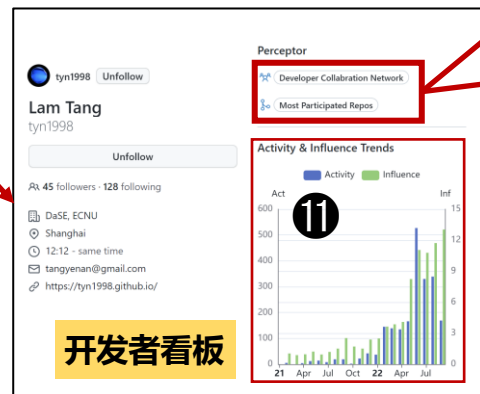 tyn1998 Unfollow
Lam Tang
tyn1998
Unfollow
45 followers · 128 following
DaSE, ECNU
Shanghai
12:12 - same time
tangyenan@gmail.com
https://tyn1998.github.io/
开发者看板
Perceptor
Developer Collabration Network
Most Participated Repos
Activity & Influence Trends
Activity Influence
Act Inf
600 15
500
12
400
9
300
6
200
3
100
0 0
21 Apr Jul Oct 22 Apr Jul
11